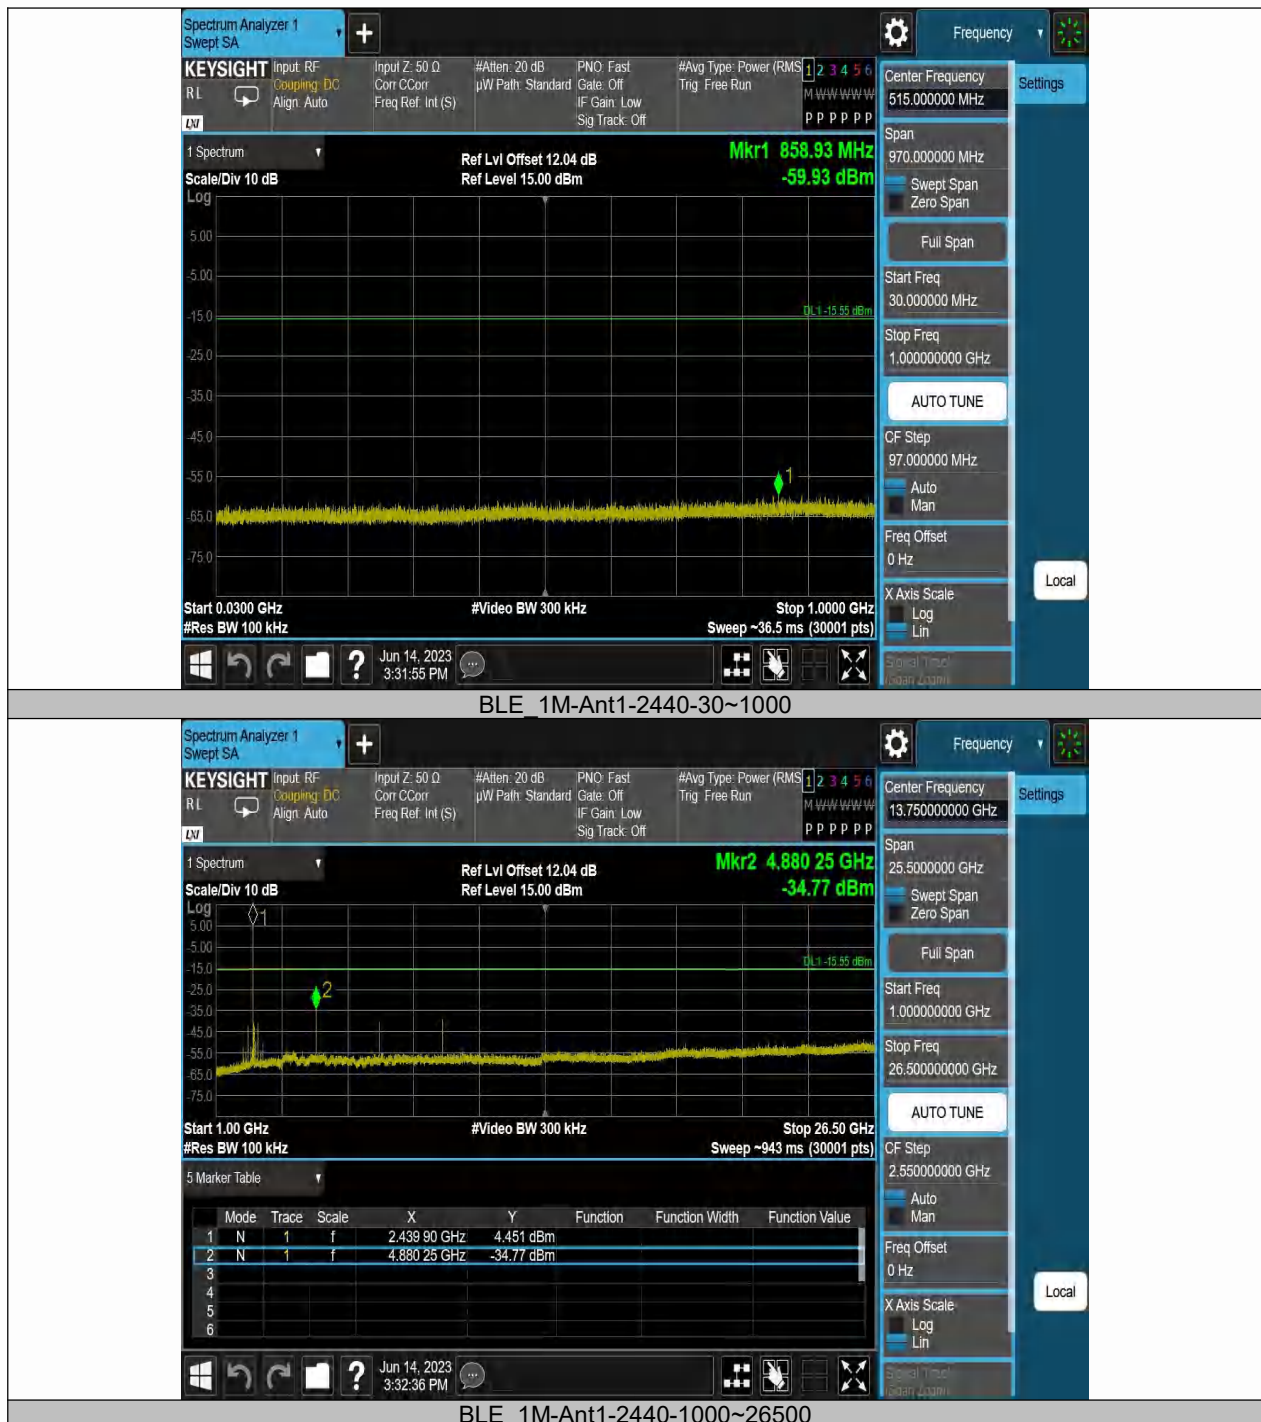 Spectrum Analyzer 1
Swept SA
+
Frequency
KEYSIGHT
RL
LXI
Input: RF
Coupling: DC
Align: Auto
Input Z: 50 Ω
Corr CCorr
Freq Ref: Int (S)
#Atten: 20 dB
µW Path: Standard
PNO: Fast
Gate: Off
IF Gain: Low
Sig Track: Off
#Avg Type: Power (RMS
Trig: Free Run
1 2 3 4 5 6
M W W W W W
P P P P P P
Center Frequency
515.000000 MHz
Settings
Span
970.000000 MHz
Swept Span
Zero Span
Full Span
Start Freq
30.000000 MHz
Stop Freq
1.000000000 GHz
AUTO TUNE
CF Step
97.000000 MHz
Auto
Man
Freq Offset
0 Hz
X Axis Scale
Log
Lin
Signal Track
(Span Zoom)
Local
1 Spectrum
Scale/Div 10 dB
Ref Lvl Offset 12.04 dB
Ref Level 15.00 dBm
Mkr1 858.93 MHz
-59.93 dBm
Log
5.00
-5.00
-15.0
DL1 -15.55 dBm
-25.0
-35.0
-45.0
-55.0
1
-65.0
-75.0
Start 0.0300 GHz
#Video BW 300 kHz
Stop 1.0000 GHz
#Res BW 100 kHz
Sweep ~36.5 ms (30001 pts)
?
Jun 14, 2023
3:31:55 PM
BLE_1M-Ant1-2440-30~1000
Spectrum Analyzer 1
Swept SA
+
Frequency
KEYSIGHT
RL
LXI
Input: RF
Coupling: DC
Align: Auto
Input Z: 50 Ω
Corr CCorr
Freq Ref: Int (S)
#Atten: 20 dB
µW Path: Standard
PNO: Fast
Gate: Off
IF Gain: Low
Sig Track: Off
#Avg Type: Power (RMS
Trig: Free Run
1 2 3 4 5 6
M W W W W W
P P P P P P
Center Frequency
13.750000000 GHz
Settings
Span
25.5000000 GHz
Swept Span
Zero Span
Full Span
Start Freq
1.000000000 GHz
Stop Freq
26.500000000 GHz
AUTO TUNE
CF Step
2.550000000 GHz
Auto
Man
Freq Offset
0 Hz
X Axis Scale
Log
Lin
Signal Track
(Span Zoom)
Local
1 Spectrum
Scale/Div 10 dB
Ref Lvl Offset 12.04 dB
Ref Level 15.00 dBm
Mkr2 4.880 25 GHz
-34.77 dBm
Log
1
5.00
-5.00
-15.0
DL1 -15.55 dBm
-25.0
2
-35.0
-45.0
-55.0
-65.0
-75.0
Start 1.00 GHz
#Video BW 300 kHz
Stop 26.50 GHz
#Res BW 100 kHz
Sweep ~943 ms (30001 pts)
5 Marker Table
Mode Trace Scale X Y Function Function Width Function Value
1 N 1 f 2.439 90 GHz 4.451 dBm
2 N 1 f 4.880 25 GHz -34.77 dBm
3
4
5
6
?
Jun 14, 2023
3:32:36 PM
BLE_1M-Ant1-2440-1000~26500